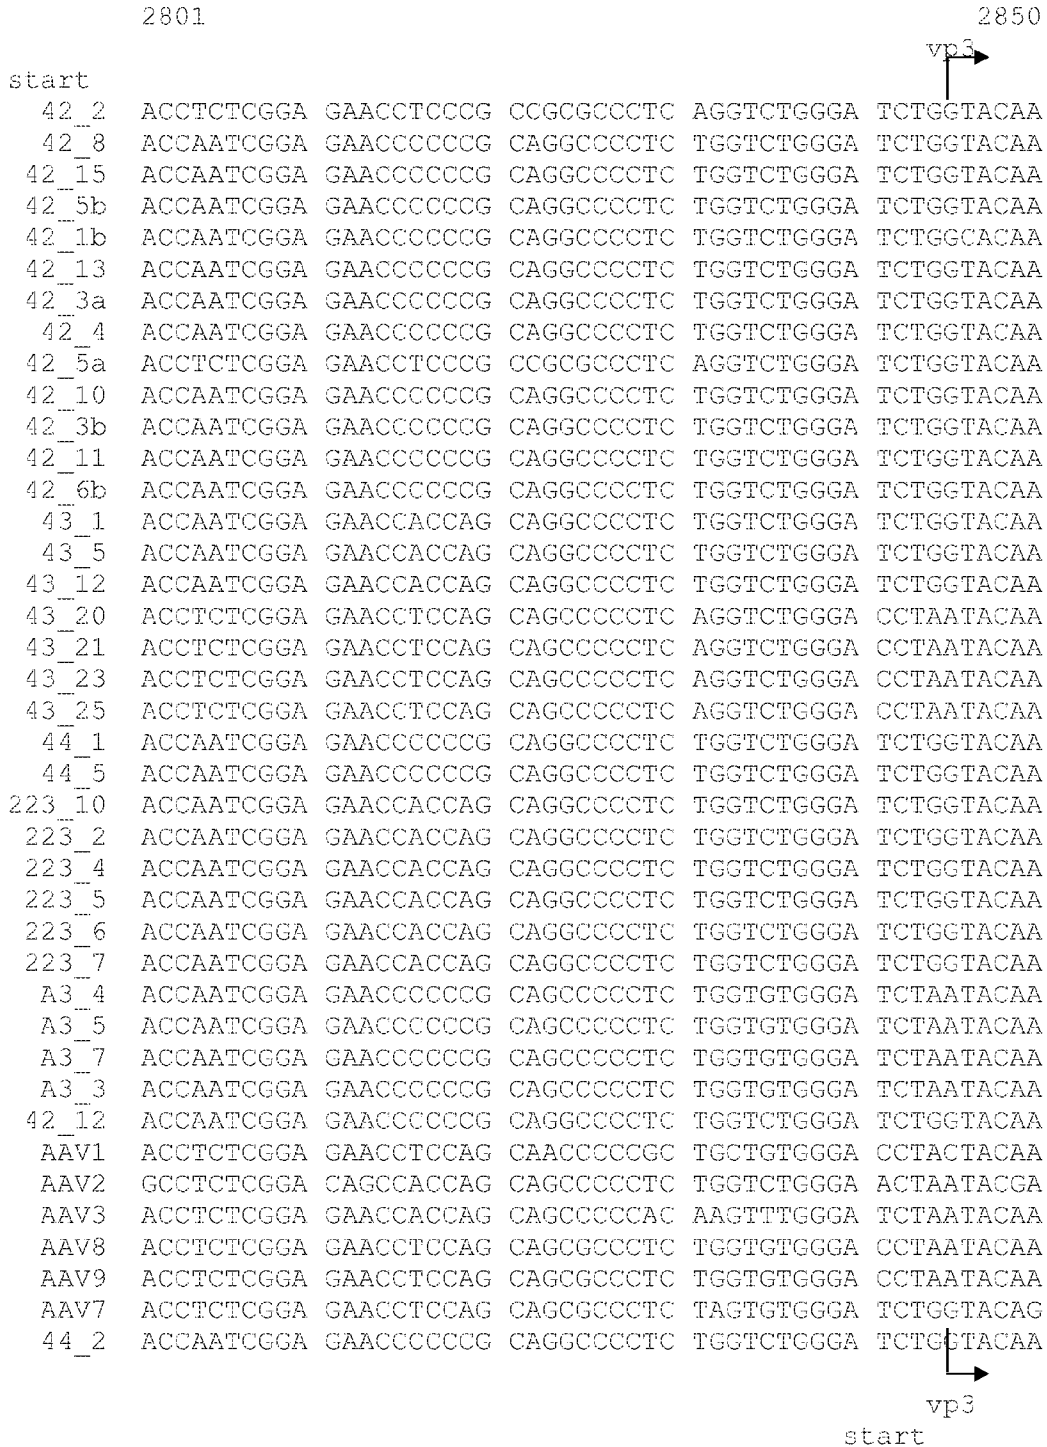 2801 2850
vp3
start
42_2 ACCTCTCGGA GAACCTCCCG CCGCGCCCTC AGGTCTGGGA TCTGGTACAA
42_8 ACCAATCGGA GAACCCCCCG CAGGCCCCTC TGGTCTGGGA TCTGGTACAA
42_15 ACCAATCGGA GAACCCCCCG CAGGCCCCTC TGGTCTGGGA TCTGGTACAA
42_5b ACCAATCGGA GAACCCCCCG CAGGCCCCTC TGGTCTGGGA TCTGGTACAA
42_1b ACCAATCGGA GAACCCCCCG CAGGCCCCTC TGGTCTGGGA TCTGGCACAA
42_13 ACCAATCGGA GAACCCCCCG CAGGCCCCTC TGGTCTGGGA TCTGGTACAA
42_3a ACCAATCGGA GAACCCCCCG CAGGCCCCTC TGGTCTGGGA TCTGGTACAA
42_4 ACCAATCGGA GAACCCCCCG CAGGCCCCTC TGGTCTGGGA TCTGGTACAA
42_5a ACCTCTCGGA GAACCTCCCG CCGCGCCCTC AGGTCTGGGA TCTGGTACAA
42_10 ACCAATCGGA GAACCCCCCG CAGGCCCCTC TGGTCTGGGA TCTGGTACAA
42_3b ACCAATCGGA GAACCCCCCG CAGGCCCCTC TGGTCTGGGA TCTGGTACAA
42_11 ACCAATCGGA GAACCCCCCG CAGGCCCCTC TGGTCTGGGA TCTGGTACAA
42_6b ACCAATCGGA GAACCCCCCG CAGGCCCCTC TGGTCTGGGA TCTGGTACAA
43_1 ACCAATCGGA GAACCACCAG CAGGCCCCTC TGGTCTGGGA TCTGGTACAA
43_5 ACCAATCGGA GAACCACCAG CAGGCCCCTC TGGTCTGGGA TCTGGTACAA
43_12 ACCAATCGGA GAACCACCAG CAGGCCCCTC TGGTCTGGGA TCTGGTACAA
43_20 ACCTCTCGGA GAACCTCCAG CAGCCCCCTC AGGTCTGGGA CCTAATACAA
43_21 ACCTCTCGGA GAACCTCCAG CAGCCCCCTC AGGTCTGGGA CCTAATACAA
43_23 ACCTCTCGGA GAACCTCCAG CAGCCCCCTC AGGTCTGGGA CCTAATACAA
43_25 ACCTCTCGGA GAACCTCCAG CAGCCCCCTC AGGTCTGGGA CCTAATACAA
44_1 ACCAATCGGA GAACCCCCCG CAGGCCCCTC TGGTCTGGGA TCTGGTACAA
44_5 ACCAATCGGA GAACCCCCCG CAGGCCCCTC TGGTCTGGGA TCTGGTACAA
223_10 ACCAATCGGA GAACCACCAG CAGGCCCCTC TGGTCTGGGA TCTGGTACAA
223_2 ACCAATCGGA GAACCACCAG CAGGCCCCTC TGGTCTGGGA TCTGGTACAA
223_4 ACCAATCGGA GAACCACCAG CAGGCCCCTC TGGTCTGGGA TCTGGTACAA
223_5 ACCAATCGGA GAACCACCAG CAGGCCCCTC TGGTCTGGGA TCTGGTACAA
223_6 ACCAATCGGA GAACCACCAG CAGGCCCCTC TGGTCTGGGA TCTGGTACAA
223_7 ACCAATCGGA GAACCACCAG CAGGCCCCTC TGGTCTGGGA TCTGGTACAA
A3_4 ACCAATCGGA GAACCCCCCG CAGCCCCCTC TGGTGTGGGA TCTAATACAA
A3_5 ACCAATCGGA GAACCCCCCG CAGCCCCCTC TGGTGTGGGA TCTAATACAA
A3_7 ACCAATCGGA GAACCCCCCG CAGCCCCCTC TGGTGTGGGA TCTAATACAA
A3_3 ACCAATCGGA GAACCCCCCG CAGCCCCCTC TGGTGTGGGA TCTAATACAA
42_12 ACCAATCGGA GAACCCCCCG CAGGCCCCTC TGGTCTGGGA TCTGGTACAA
AAV1 ACCTCTCGGA GAACCTCCAG CAACCCCCGC TGCTGTGGGA CCTACTACAA
AAV2 GCCTCTCGGA CAGCCACCAG CAGCCCCCTC TGGTCTGGGA ACTAATACGA
AAV3 ACCTCTCGGA GAACCACCAG CAGCCCCCAC AAGTTTGGGA TCTAATACAA
AAV8 ACCTCTCGGA GAACCTCCAG CAGCGCCCTC TGGTGTGGGA CCTAATACAA
AAV9 ACCTCTCGGA GAACCTCCAG CAGCGCCCTC TGGTGTGGGA CCTAATACAA
AAV7 ACCTCTCGGA GAACCTCCAG CAGCGCCCTC TAGTGTGGGA TCTGGTACAG
44_2 ACCAATCGGA GAACCCCCCG CAGGCCCCTC TGGTCTGGGA TCTGGTACAA
vp3
start